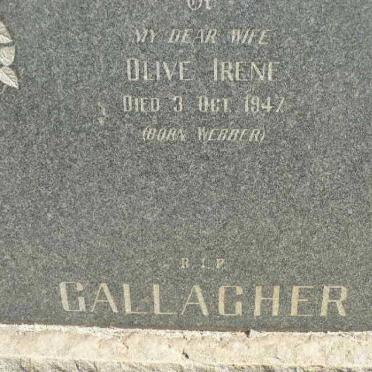 Of
MY DEAR WIFE
OLIVE IRENE
DIED 3 OCT. 1947
(BORN WEBBER)
R.I.P.
GALLAGHER